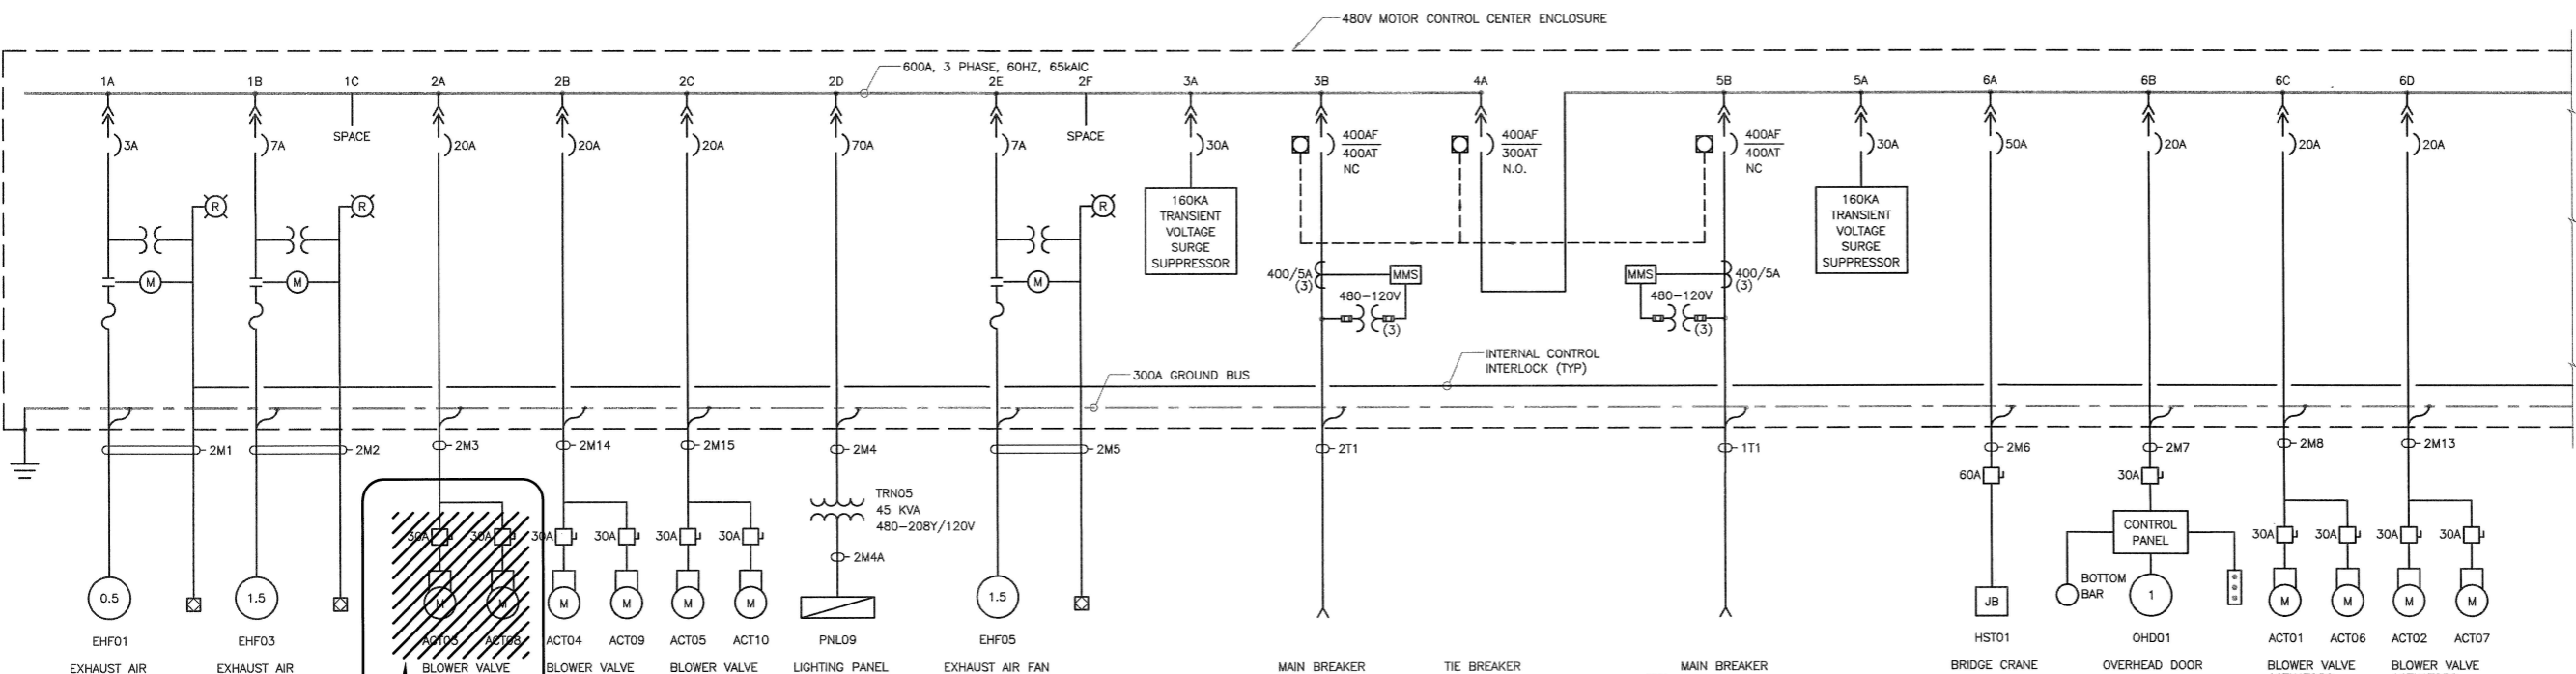 480V MOTOR CONTROL CENTER ENCLOSURE
600A, 3 PHASE, 60HZ, 65kAIC
1A 1B 1C 2A 2B 2C 2D 2E 2F 3A 3B 4A 5B 5A 6A 6B 6C 6D
SPACE SPACE
3A 7A 20A 20A 20A 70A 7A 30A 400AF 400AF 400AF 30A 50A 20A 20A 20A
400AT 300AT 400AT
NC N.O. NC
R R R
160KA 160KA
TRANSIENT TRANSIENT
VOLTAGE VOLTAGE
SURGE SURGE
SUPPRESSOR SUPPRESSOR
M M M
400/5A MMS MMS 400/5A
(3) (3)
480-120V 480-120V
(3) (3)
INTERNAL CONTROL
INTERLOCK (TYP)
300A GROUND BUS
2M1 2M2 2M3 2M14 2M15 2M4 2M5 2T1 1T1 2M6 2M7 2M8 2M13
60A 30A
TRN05
45 KVA
480-208Y/120V
30A 30A 30A 30A 30A 30A 30A 30A 30A 30A
CONTROL
PANEL
2M4A
BOTTOM
BAR
0.5 1.5 M M M M M M 1.5 JB 1 M M M M
EHF01 EHF03 ACT03 ACT08 ACT04 ACT09 ACT05 ACT10 PNL09 EHF05 HST01 OHD01 ACT01 ACT06 ACT02 ACT07
EXHAUST AIR EXHAUST AIR BLOWER VALVE BLOWER VALVE BLOWER VALVE LIGHTING PANEL EXHAUST AIR FAN MAIN BREAKER TIE BREAKER MAIN BREAKER BRIDGE CRANE OVERHEAD DOOR BLOWER VALVE BLOWER VALVE